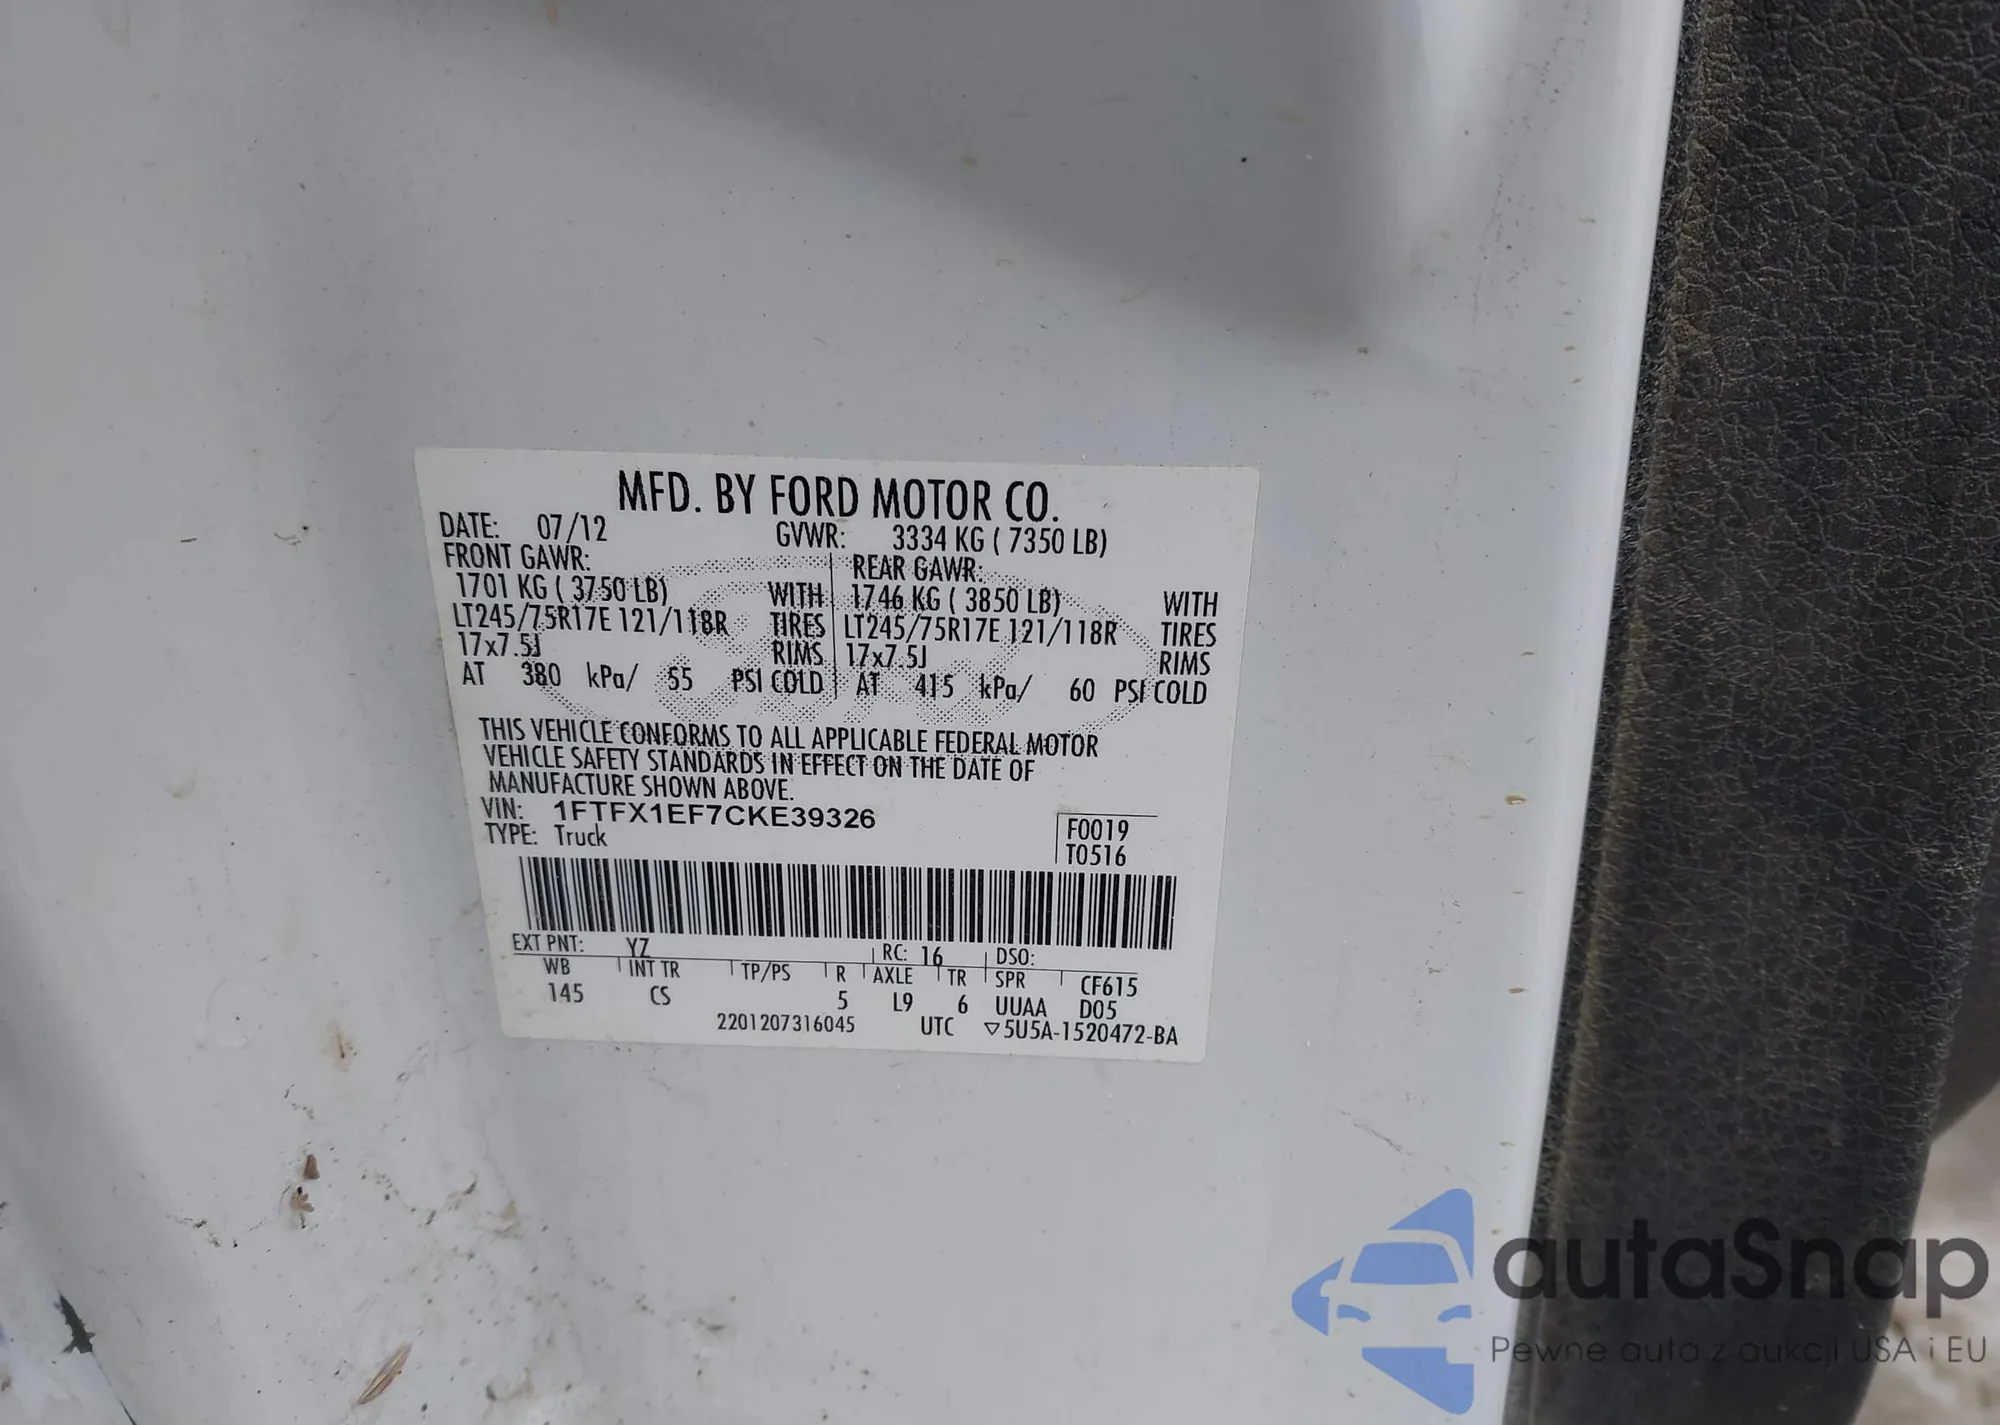 MFD. BY FORD MOTOR CO.
DATE: 07/12 GVWR: 3334 KG ( 7350 LB)
FRONT GAWR: REAR GAWR:
1701 KG ( 3750 LB) WITH 1746 KG ( 3850 LB) WITH
LT245/75R17E 121/118R TIRES LT245/75R17E 121/118R TIRES
17x7.5J RIMS 17x7.5J RIMS
AT 380 kPa/ 55 PSI COLD AT 415 kPa/ 60 PSI COLD
THIS VEHICLE CONFORMS TO ALL APPLICABLE FEDERAL MOTOR
VEHICLE SAFETY STANDARDS IN EFFECT ON THE DATE OF
MANUFACTURE SHOWN ABOVE.
VIN: 1FTFX1EF7CKE39326 F0019
TYPE: Truck T0516
EXT PNT: YZ RC: 16 DSO:
WB INT TR TP/PS R AXLE TR SPR CF615
145 CS 5 L9 6 UUAA D05
2201207316045 UTC ▽5U5A-1520472-BA
autaSnap
Pewne auta z aukcji USA i EU